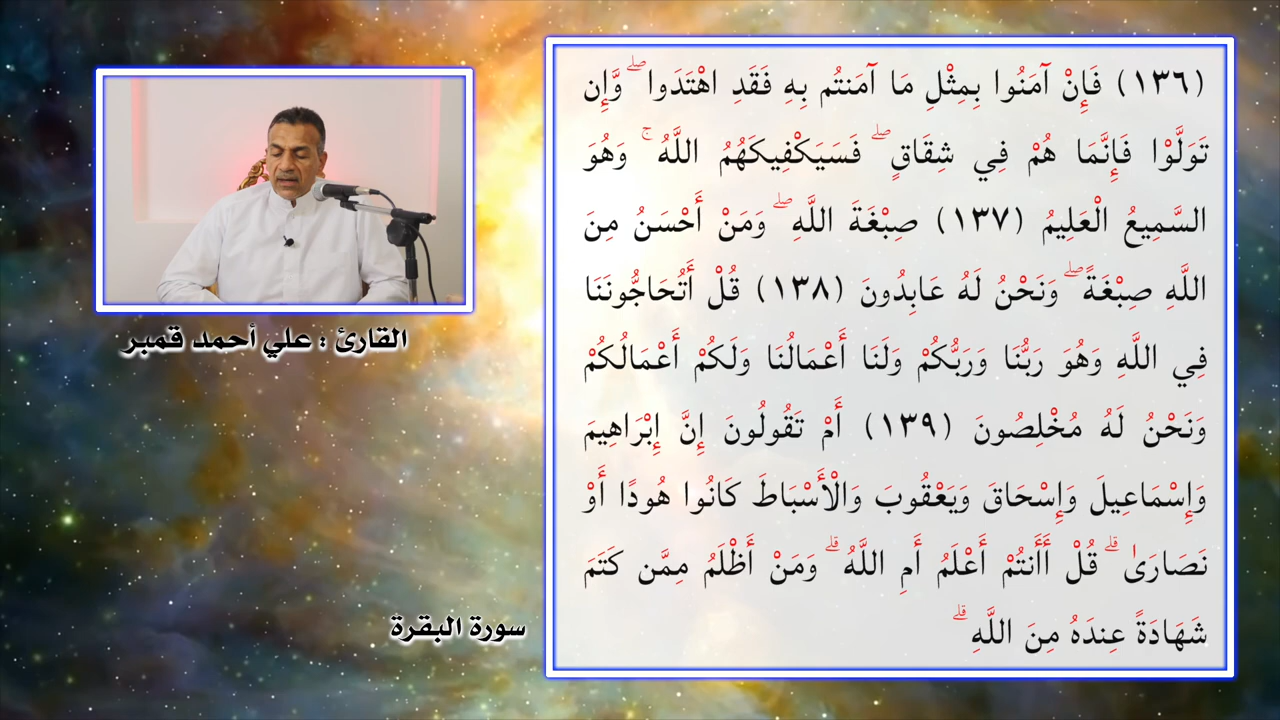 (١٣٦) فَإِنْ آمَنُوا بِمِثْلِ مَا آمَنتُم بِهِ فَقَدِ اهْتَدَوا ۖ وَّإِن
تَوَلَّوْا فَإِنَّمَا هُمْ فِي شِقَاقٍ ۖ فَسَيَكْفِيكَهُمُ اللَّهُ ۚ وَهُوَ
السَّمِيعُ الْعَلِيمُ (١٣٧) صِبْغَةَ اللَّهِ ۖ وَمَنْ أَحْسَنُ مِنَ
اللَّهِ صِبْغَةً ۖ وَنَحْنُ لَهُ عَابِدُونَ (١٣٨) قُلْ أَتُحَاجُّونَنَا
فِي اللَّهِ وَهُوَ رَبُّنَا وَرَبُّكُمْ وَلَنَا أَعْمَالُنَا وَلَكُمْ أَعْمَالُكُمْ
وَنَحْنُ لَهُ مُخْلِصُونَ (١٣٩) أَمْ تَقُولُونَ إِنَّ إِبْرَاهِيمَ
وَإِسْمَاعِيلَ وَإِسْحَاقَ وَيَعْقُوبَ وَالْأَسْبَاطَ كَانُوا هُودًا أَوْ
نَصَارَىٰ ۗ قُلْ أَأَنتُمْ أَعْلَمُ أَمِ اللَّهُ ۗ وَمَنْ أَظْلَمُ مِمَّن كَتَمَ
شَهَادَةً عِندَهُ مِنَ اللَّهِ ۗ
القارئ : علي أحمد قمبر
سورة البقرة